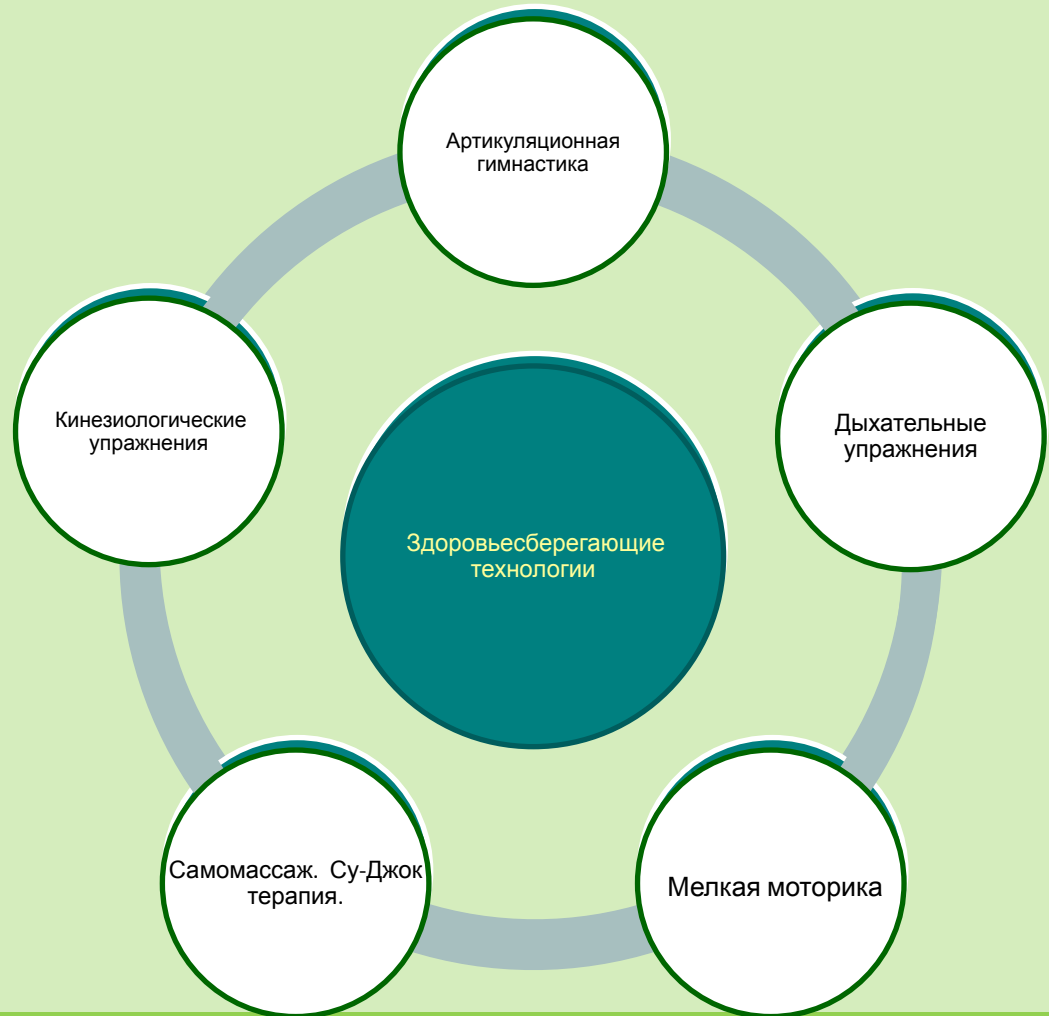 Артикуляционная
гимнастика
Кинезиологические
упражнения
Дыхательные
упражнения
Здоровьесберегающие
технологии
Самомассаж. Су-Джок
терапия.
Мелкая моторика